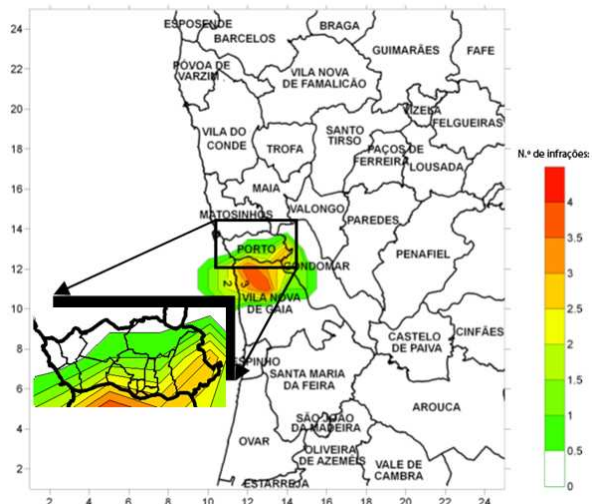 24
22
20
18
16
14
12
10
8
6
4
2
ESPOSENDE
BRAGA
BARCELOS
GUIMARÃES
FAFE
PÓVOA DE
VARZIM
VILA NOVA
DE FAMALICÃO
VIZELA
FELGUEIRAS
VILA DO
CONDE
TROFA
SANTO
TIRSO
PAÇOS DE
FERREIRA
LOUSADA
MAIA
MATOSINHOS
VALONGO
PAREDES
PORTO
PENAFIEL
GONDOMAR
2
3
VILA NOVA
DE GAIA
CASTELO
DE PAIVA
CINFÃES
ESPINHO
SANTA MARIA
DA FEIRA
AROUCA
SÃO JOÃO
DA MADEIRA
OVAR
OLIVEIRA
DE AZEMÉIS
VALE DE
CAMBRA
ESTARREJA
2 4 6 8 10 12 14 16 18 20 22 24
N.º de infrações:
4
3.5
3
2.5
2
1.5
1
0.5
0